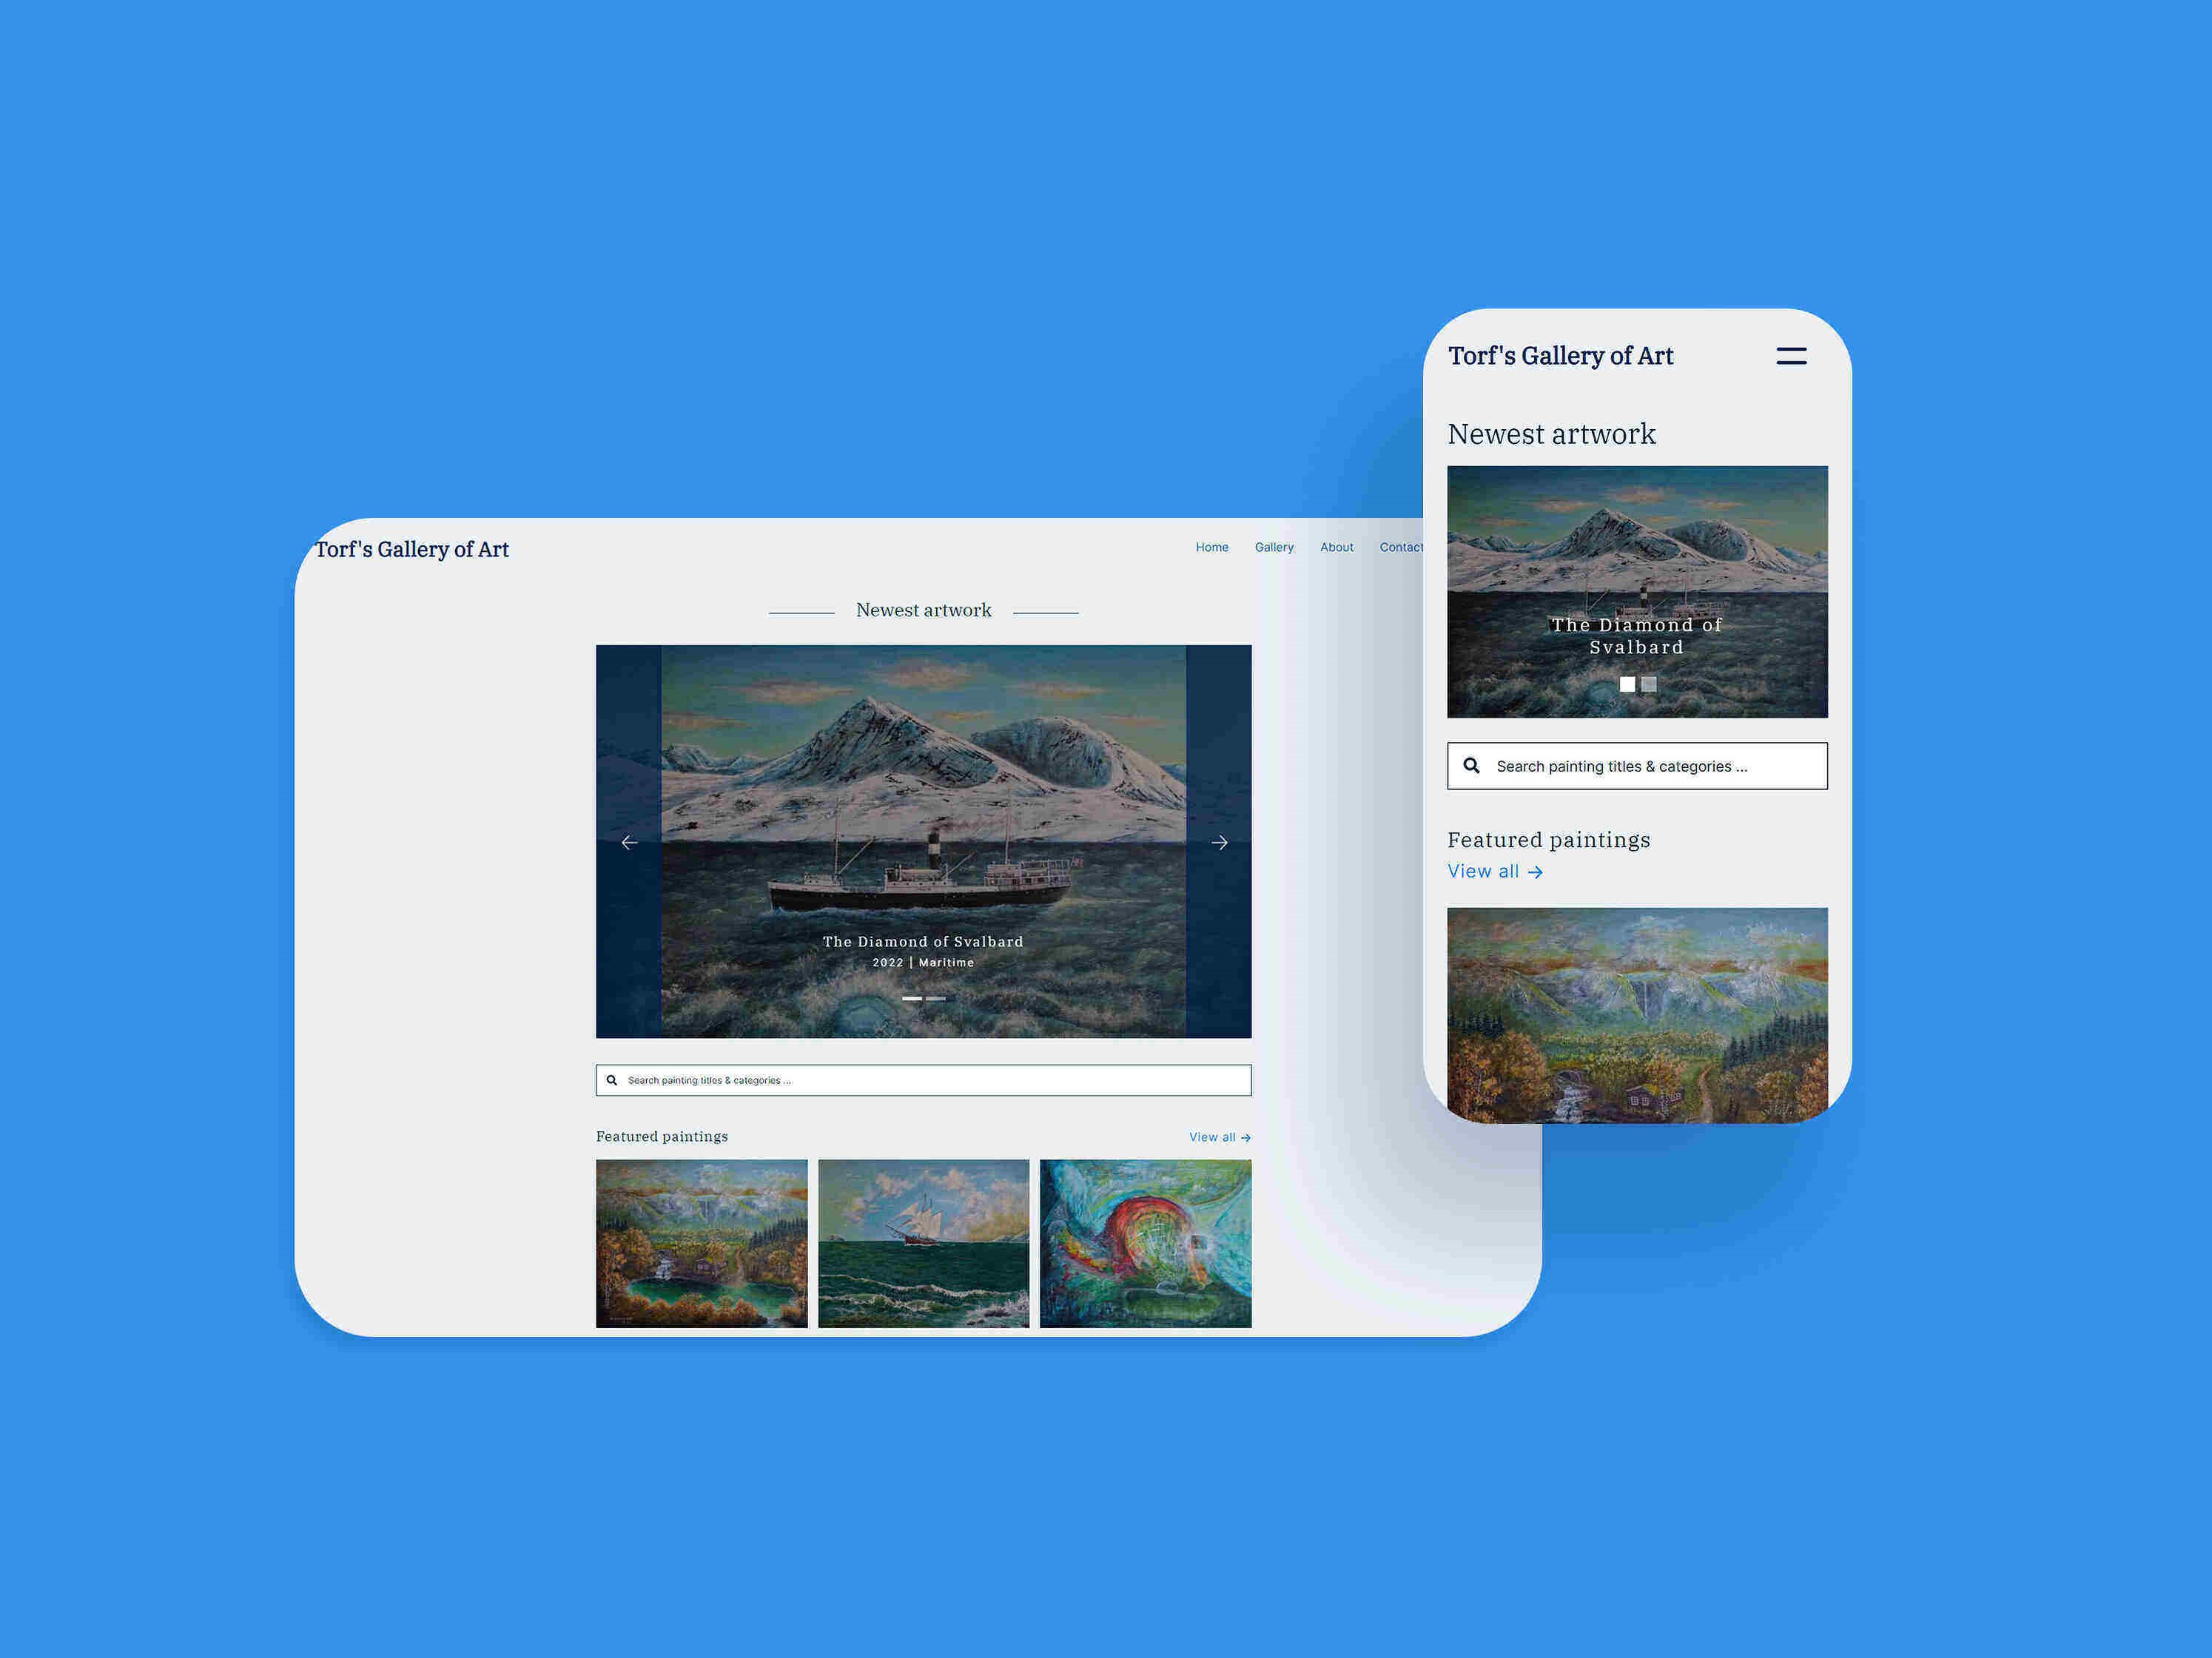 Torf's Gallery of Art
Home Gallery About Contact
Newest artwork
The Diamond of Svalbard
2022 | Maritime
Search painting titles & categories ...
Featured paintings
View all →
Torf's Gallery of Art
Newest artwork
The Diamond of
Svalbard
Search painting titles & categories ...
Featured paintings
View all →